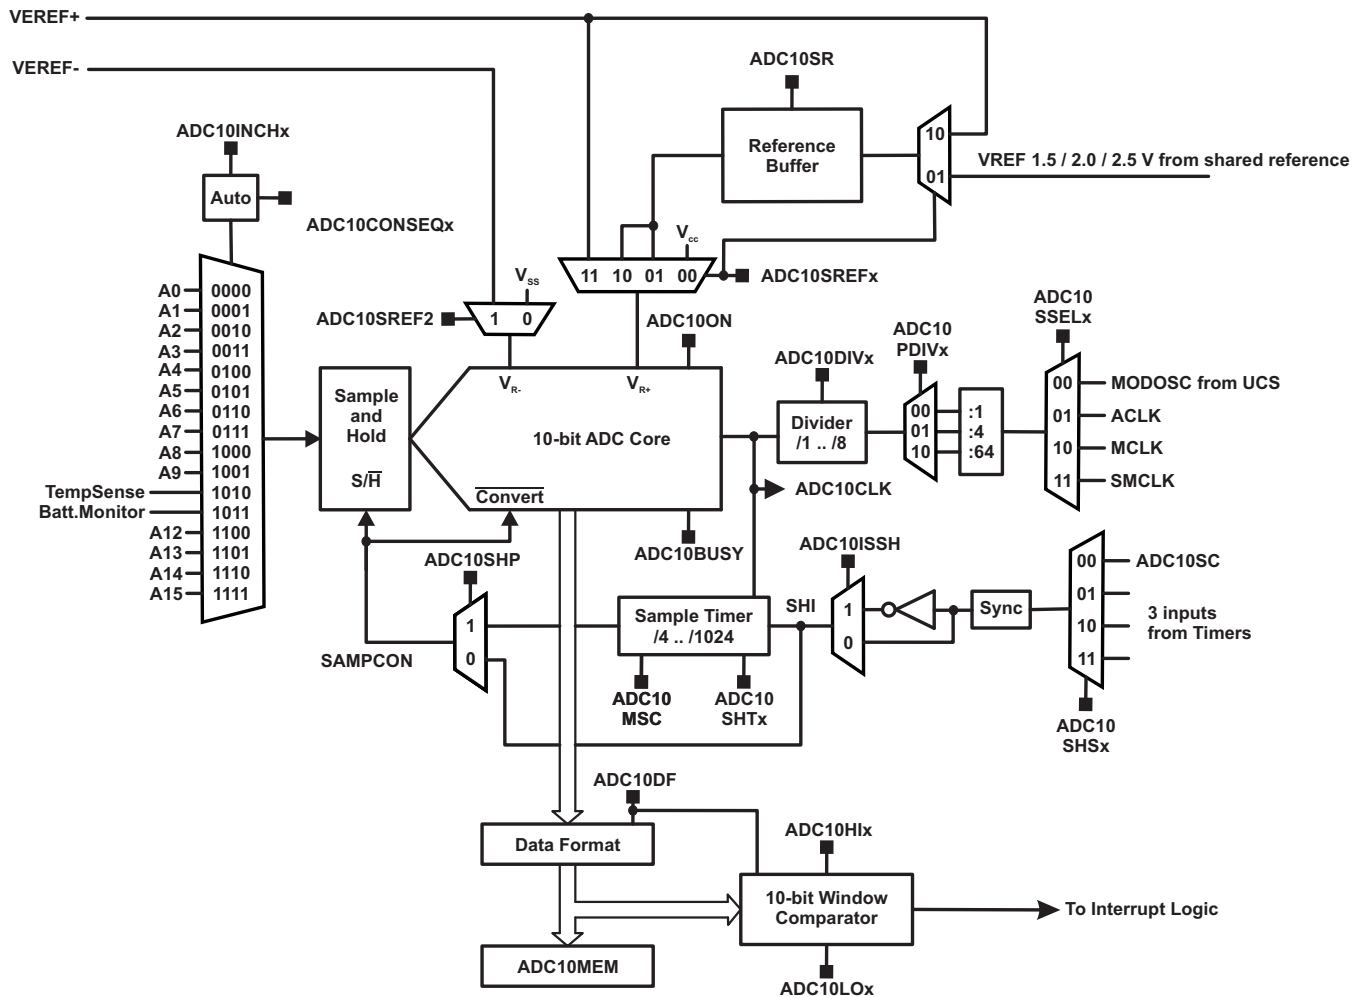 VEREF+
VEREF-
ADC10SR
ADC10INCHx
Reference
Buffer
10
01
VREF 1.5 / 2.0 / 2.5 V from shared reference
Auto
ADC10CONSEQx
Vcc
11 10 01 00
ADC10SREFx
VSS
ADC10SREF2
1 0
ADC10ON
A0 0000
A1 0001
A2 0010
A3 0011
A4 0100
A5 0101
A6 0110
A7 0111
A8 1000
A9 1001
TempSense 1010
Batt.Monitor 1011
A12 1100
A13 1101
A14 1110
A15 1111
Sample
and
Hold
S/H̅
VR-
VR+
10-bit ADC Core
C̅o̅n̅v̅e̅r̅t̅
ADC10BUSY
ADC10DIVx
Divider
/1 .. /8
ADC10CLK
ADC10
PDIVx
00 :1
01 :4
10 :64
ADC10
SSELx
00 MODOSC from UCS
01 ACLK
10 MCLK
11 SMCLK
ADC10SHP
1
0
SAMPCON
Sample Timer
/4 .. /1024
ADC10
MSC
ADC10
SHTx
SHI
ADC10ISSH
1
0
Sync
00 ADC10SC
01
10
11
3 inputs
from Timers
ADC10
SHSx
ADC10DF
Data Format
ADC10HIx
10-bit Window
Comparator
To Interrupt Logic
ADC10MEM
ADC10LOx